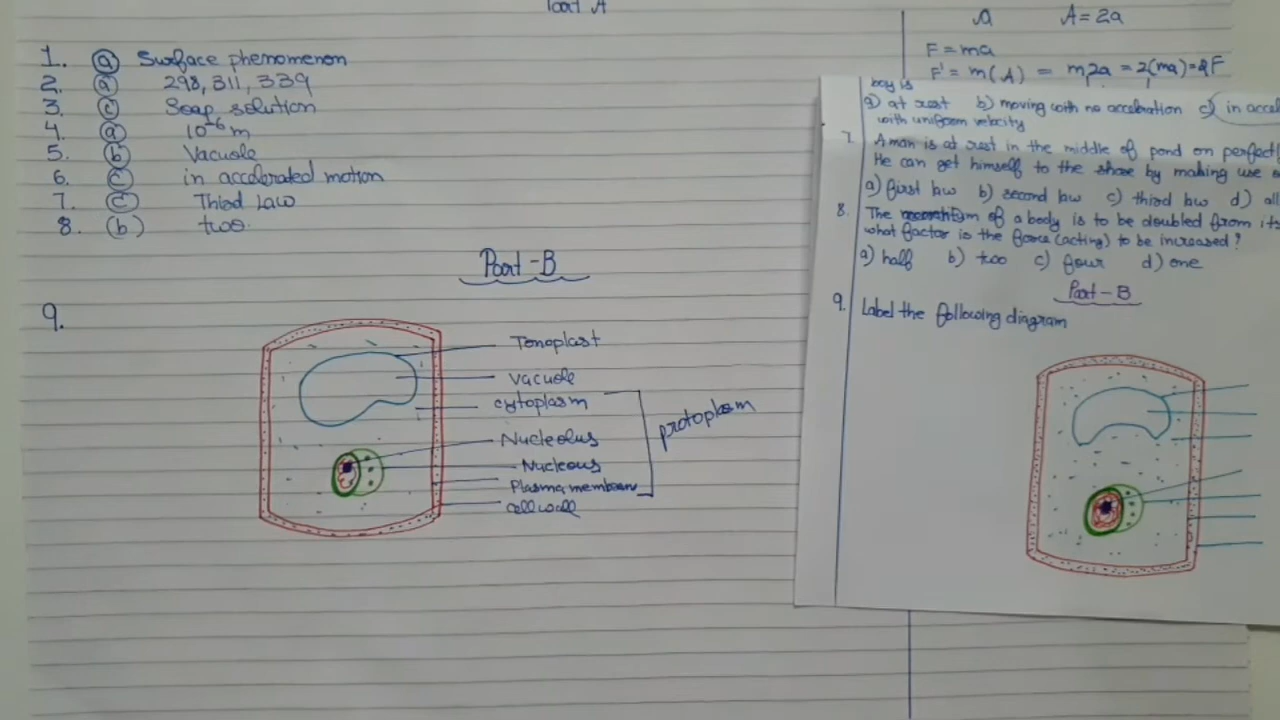 Part A
1. (a) Surface phenomenon
2. (a) 298, 311, 339
3. (c) Soap solution
4. (a) 10⁻⁶ m
5. (b) Vacuole
6. (c) in accelerated motion
7. (c) Third Law
8. (b) two
Part -B
9.
Tonoplast
vacuole
cytoplasm
Nucleolus
Nucleous
Plasma membane
cell wall
protoplasm
a A = 2a
F = ma
F' = m(A) = m2a = 2(ma) = 2F
boy is
a) at rest b) moving with no acceleration c) in accel
with uniform velocity
7. A man is at rest in the middle of pond on perfectl
He can get himself to the shore by making use
a) first law b) second law c) third law d) all
8. The momentum of a body is to be doubled from its
what factor is the force (acting) to be increased?
a) half b) two c) four d) one
Part - B
9. Label the following diagram